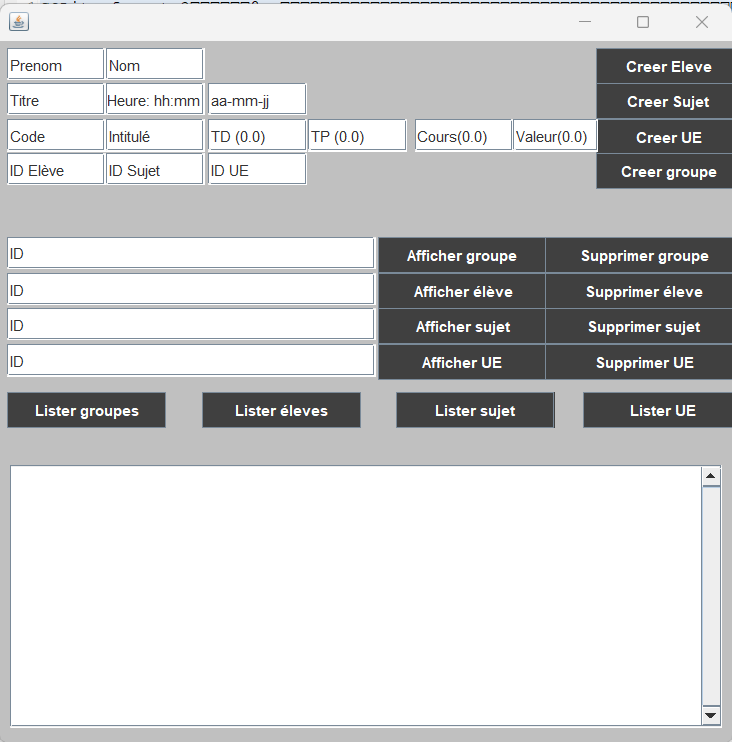 Prenom Nom Creer Eleve
Titre Heure: hh:mm aa-mm-jj Creer Sujet
Code Intitulé TD (0.0) TP (0.0) Cours(0.0) Valeur(0.0) Creer UE
ID Elève ID Sujet ID UE Creer groupe
ID Afficher groupe Supprimer groupe
ID Afficher élève Supprimer éleve
ID Afficher sujet Supprimer sujet
ID Afficher UE Supprimer UE
Lister groupes Lister éleves Lister sujet Lister UE